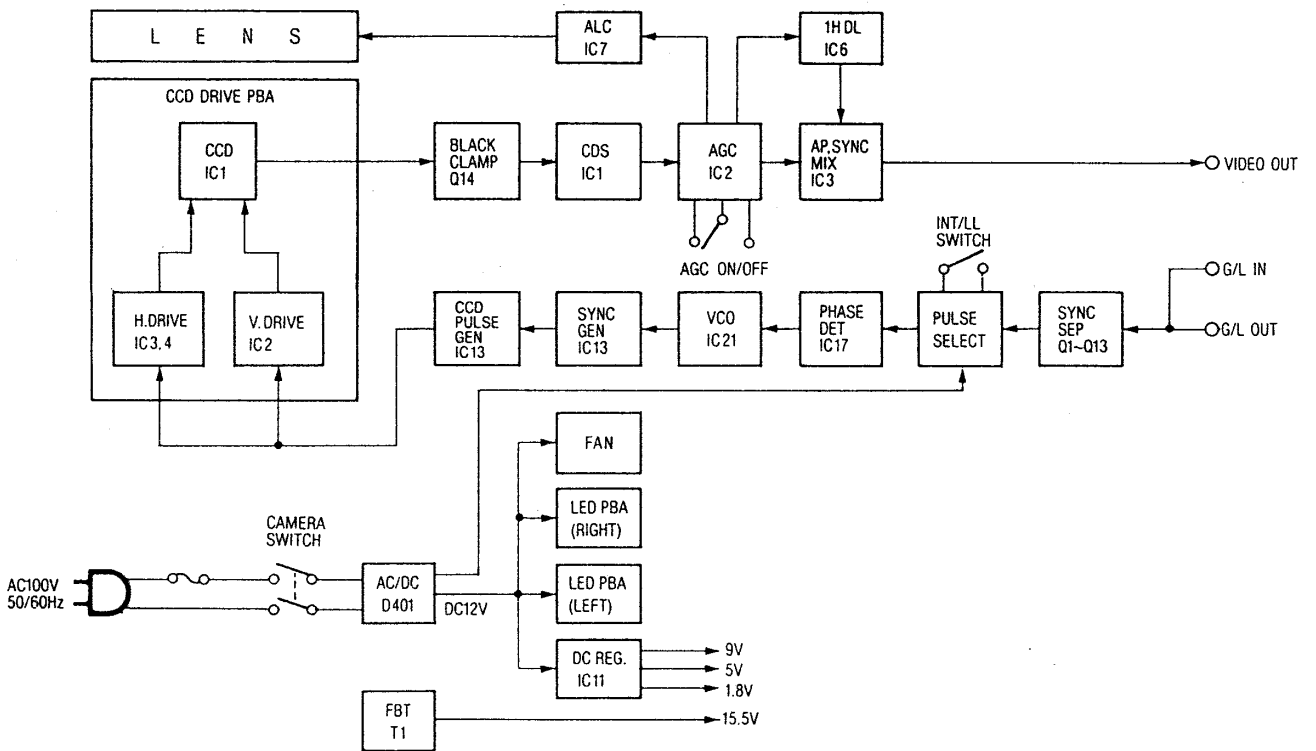 L E N S
ALC
IC7
1H DL
IC6
CCD DRIVE PBA
CCD
IC1
BLACK
CLAMP
Q14
CDS
IC1
AGC
IC2
AP,SYNC
MIX
IC3
VIDEO OUT
AGC ON/OFF
INT/LL
SWITCH
G/L IN
G/L OUT
H.DRIVE
IC3,4
V.DRIVE
IC2
CCD
PULSE
GEN
IC13
SYNC
GEN
IC13
VCO
IC21
PHASE
DET
IC17
PULSE
SELECT
SYNC
SEP
Q1~Q13
FAN
LED PBA
(RIGHT)
CAMERA
SWITCH
AC100V
50/60Hz
AC/DC
D401
DC12V
LED PBA
(LEFT)
DC REG.
IC11
9V
5V
1.8V
FBT
T1
15.5V